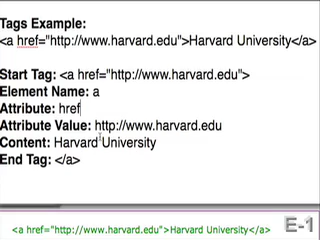 Tags Example:
<a href="http://www.harvard.edu">Harvard University</a>
Start Tag: <a href="http://www.harvard.edu">
Element Name: a
Attribute: href
Attribute Value: http://www.harvard.edu
Content: Harvard University
End Tag: </a>
<a href="http://www.harvard.edu">Harvard University</a>
E-1